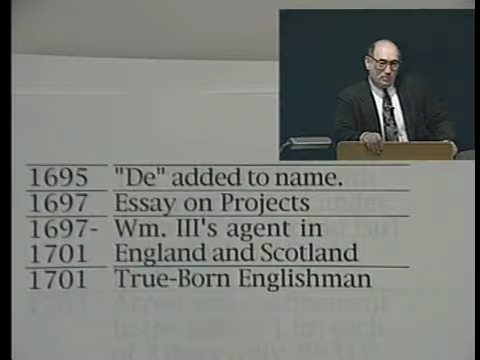 1695 "De" added to name.
1697 Essay on Projects
1697- Wm. III's agent in
1701 England and Scotland
1701 True-Born Englishman